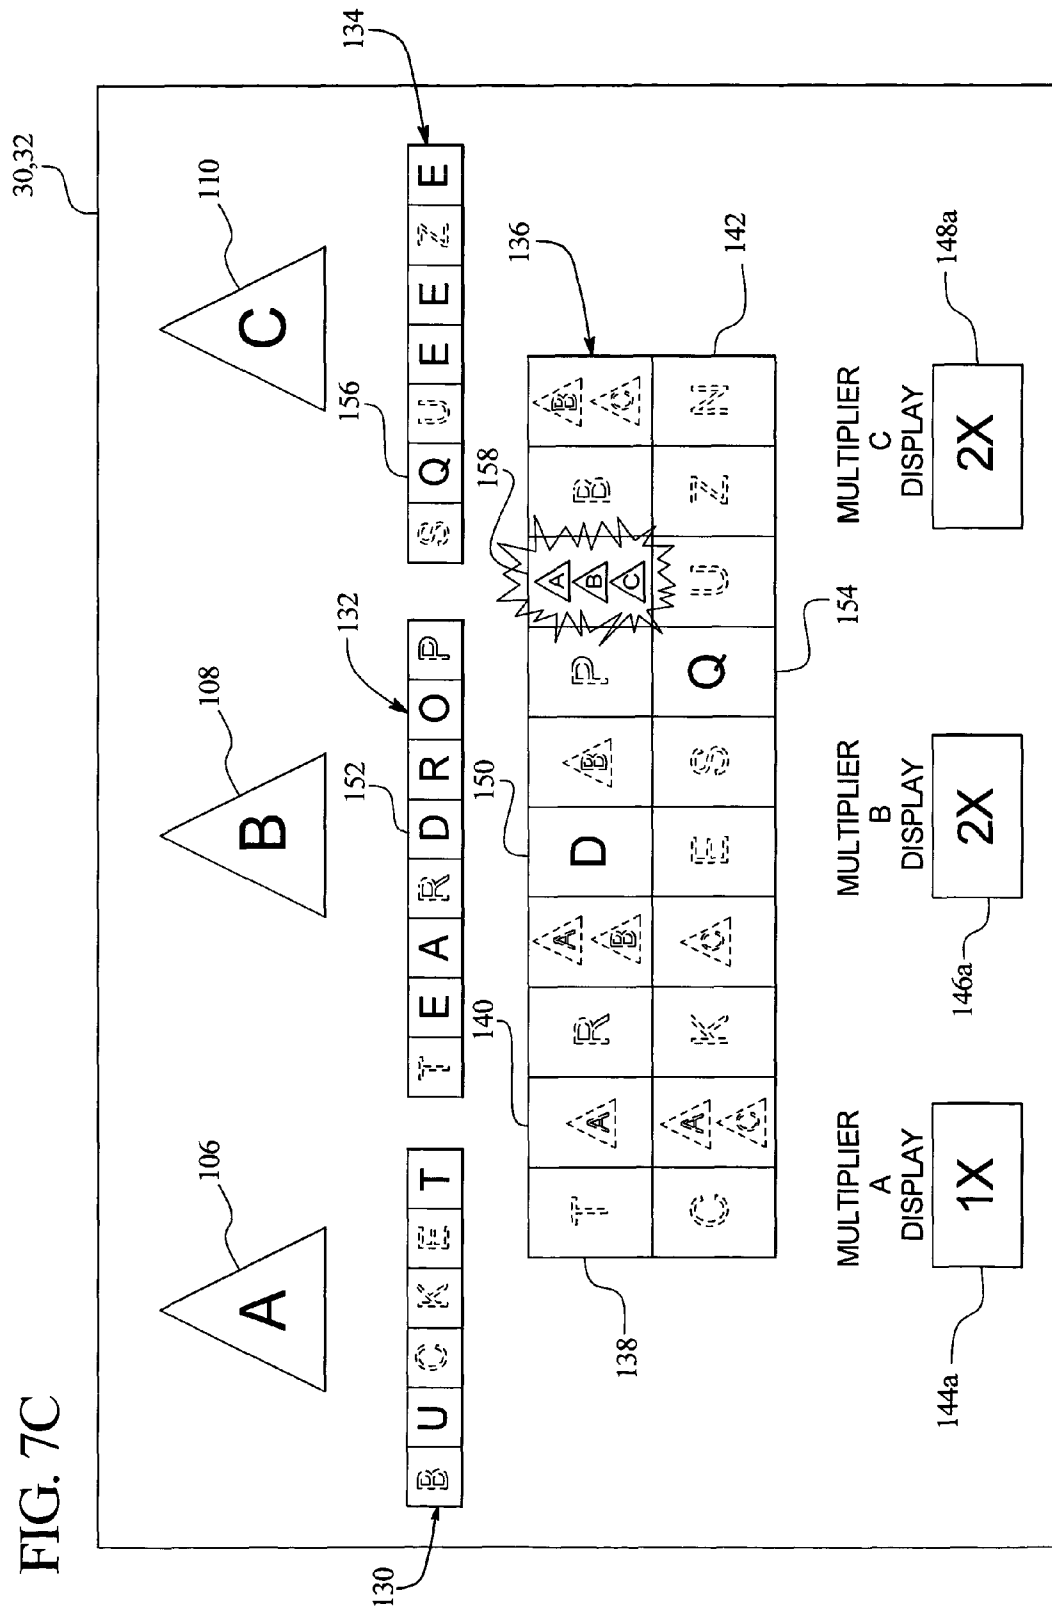 FIG. 7C
30,32
106
108
110
A
B
C
130
152
132
156
134
B U C K E T
T E A R D R O P
S Q U E E Z E
140
150
158
136
T A R A B D B P A B C B B C
C A C K C E S Q U Z N
138
154
142
MULTIPLIER A DISPLAY
MULTIPLIER B DISPLAY
MULTIPLIER C DISPLAY
1X
2X
2X
144a
146a
148a